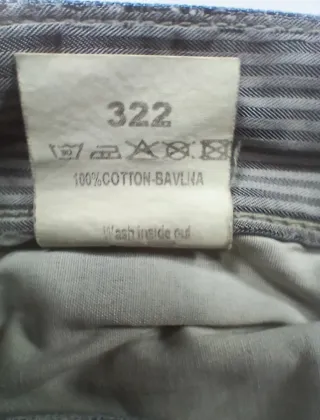 322
100%COTTON-BAVLNA
Wash inside out